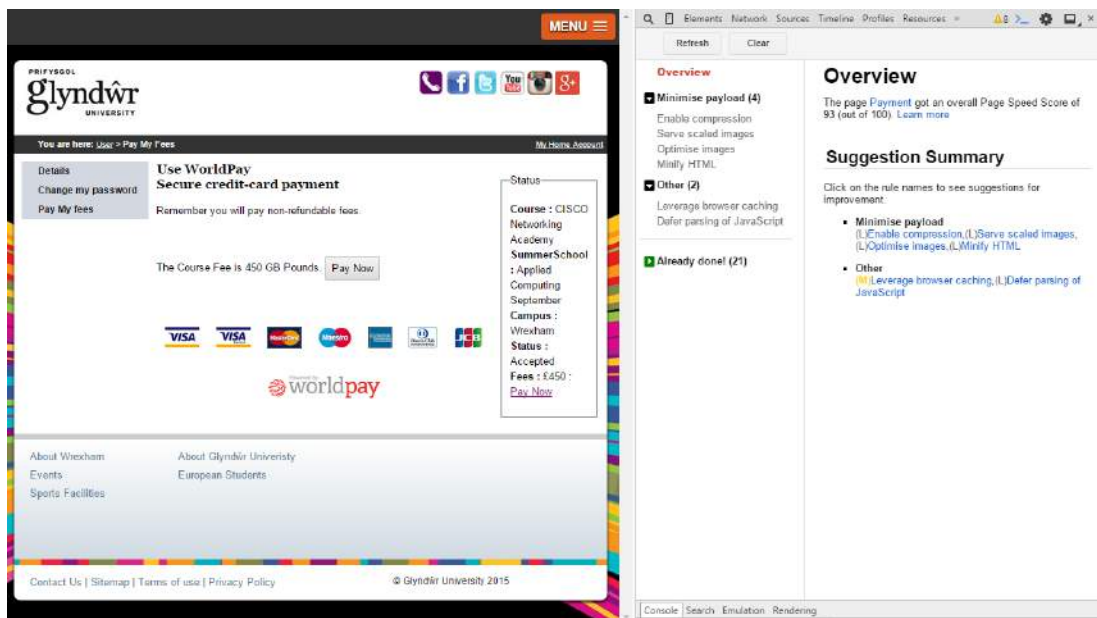 MENU
PRIFYSGOL
glyndŵr
UNIVERSITY
You Tube
g+
You are here: User > Pay My Fees
My Home Account
Details
Change my password
Pay My fees
Use WorldPay
Secure credit-card payment
Remember you will pay non-refundable fees.
The Course Fee is 450 GB Pounds. Pay Now
VISA VISA MasterCard Maestro JCB
worldpay
Status
Course : CISCO
Networking
Academy
SummerSchool
: Applied
Computing
September
Campus :
Wrexham
Status :
Accepted
Fees : £450 :
Pay Now
About Wrexham
Events
Sports Facilities
About Glyndŵr Univeristy
European Students
Contact Us | Sitemap | Terms of use | Privacy Policy
© Glyndŵr University 2015
Elements Network Sources Timeline Profiles Resources »
Refresh Clear
Overview
Minimise payload (4)
Enable compression
Serve scaled images
Optimise images
Minify HTML
Other (2)
Leverage browser caching
Defer parsing of JavaScript
Already done! (21)
Overview
The page Payment got an overall Page Speed Score of
93 (out of 100). Learn more
Suggestion Summary
Click on the rule names to see suggestions for
improvement.
Minimise payload
(L)Enable compression,(L)Serve scaled images,
(L)Optimise images,(L)Minify HTML
Other
(M)Leverage browser caching,(L)Defer parsing of
JavaScript
Console Search Emulation Rendering